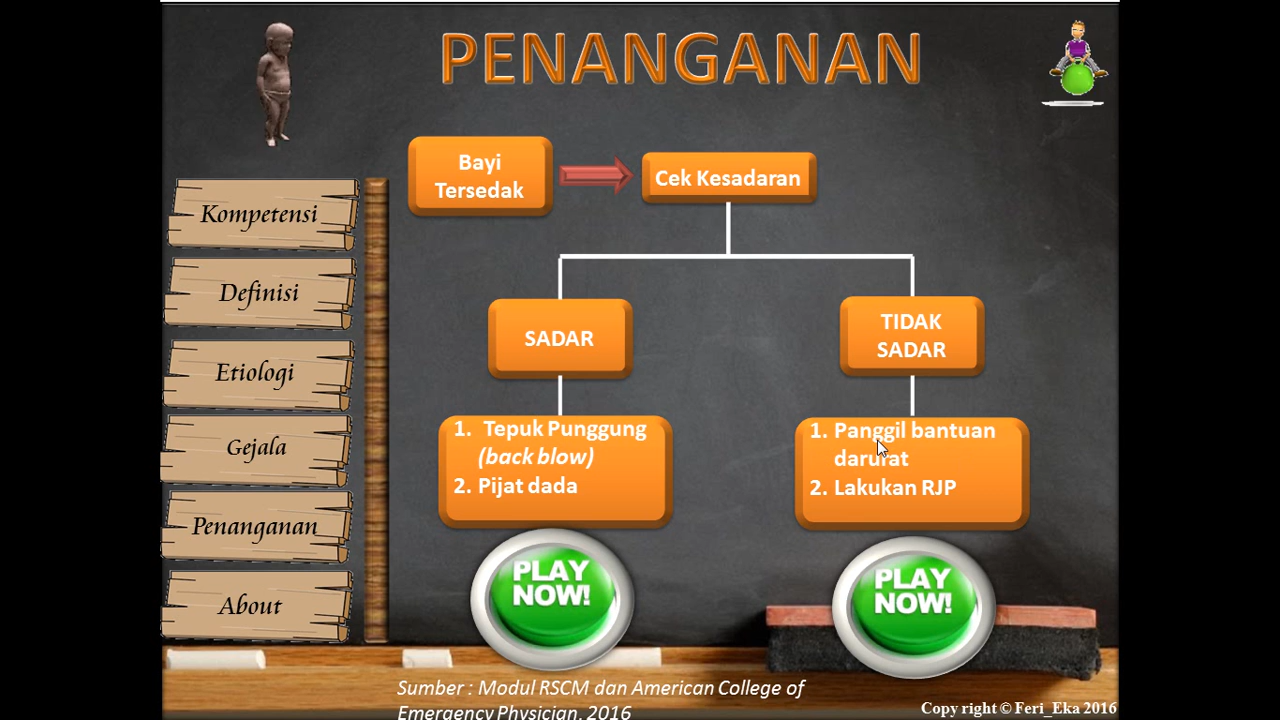 PENANGANAN
Bayi
Tersedak
Cek Kesadaran
SADAR
TIDAK
SADAR
1. Tepuk Punggung
(back blow)
2. Pijat dada
1. Panggil bantuan
darurat
2. Lakukan RJP
PLAY
NOW!
PLAY
NOW!
Kompetensi
Definisi
Etiologi
Gejala
Penanganan
About
Sumber : Modul RSCM dan American College of
Emergency Physician, 2016
Copy right © Feri_Eka 2016